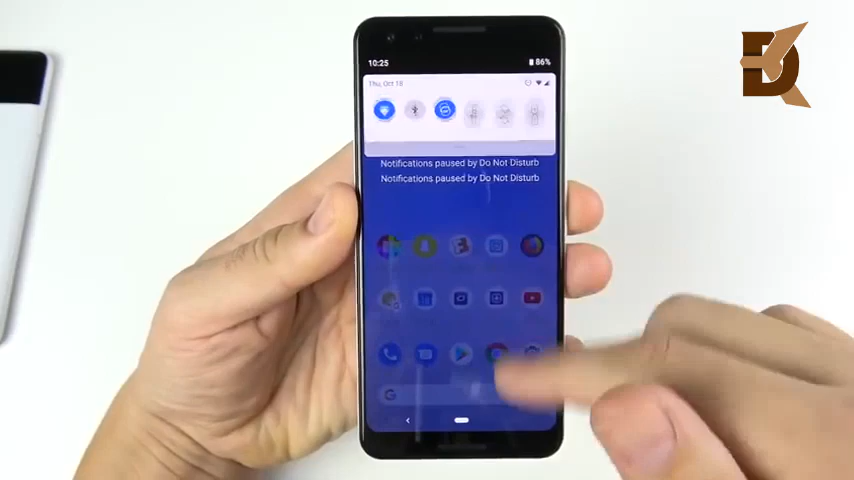 10:25
86%
Thu, Oct 18
Notifications paused by Do Not Disturb
Notifications paused by Do Not Disturb
G